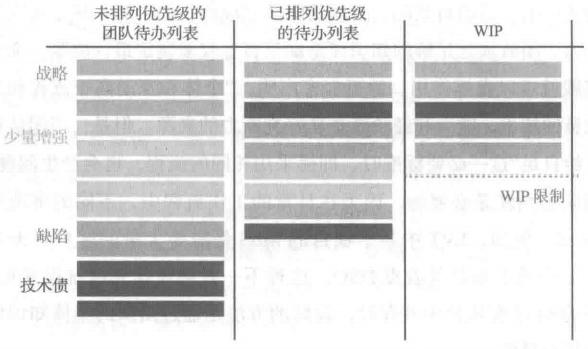 未排列优先级的
团队待办列表
已排列优先级
的待办列表
WIP
战略
少量增强
WIP 限制
缺陷
技术债